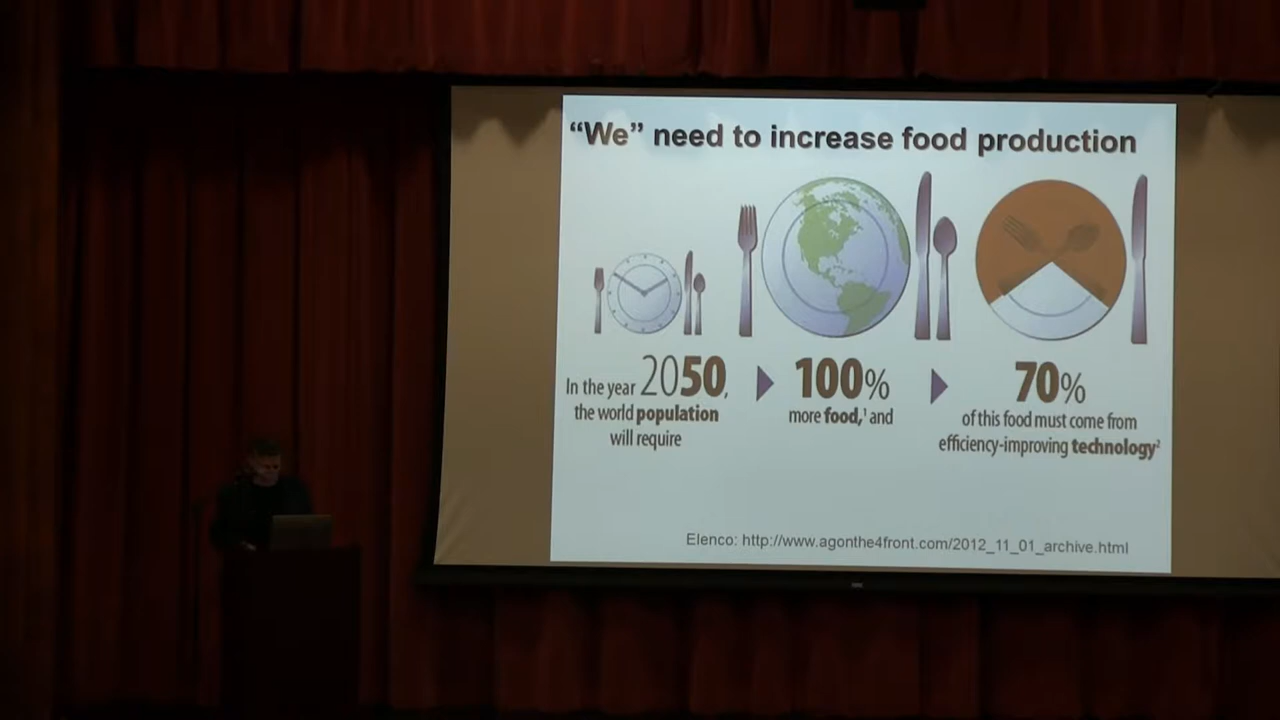 “We” need to increase food production
In the year 2050,
the world population
will require
100%
more food,¹ and
70%
of this food must come from
efficiency-improving technology²
Elenco: http://www.agonthe4front.com/2012_11_01_archive.html